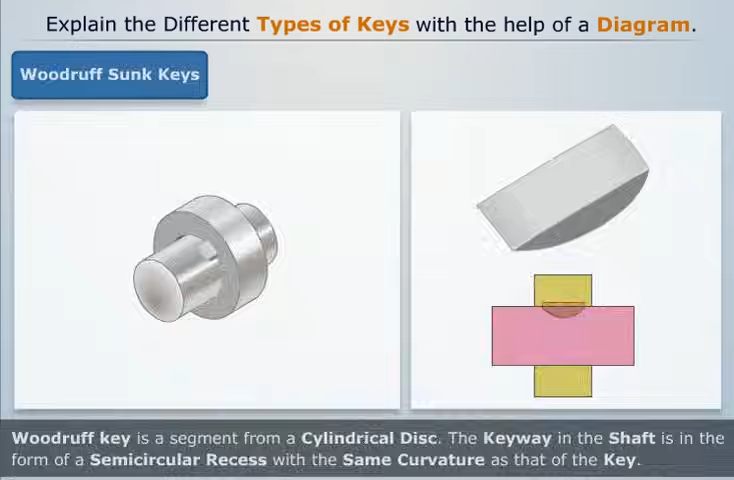 Explain the Different Types of Keys with the help of a Diagram.
Woodruff Sunk Keys
Woodruff key is a segment from a Cylindrical Disc. The Keyway in the Shaft is in the
form of a Semicircular Recess with the Same Curvature as that of the Key.